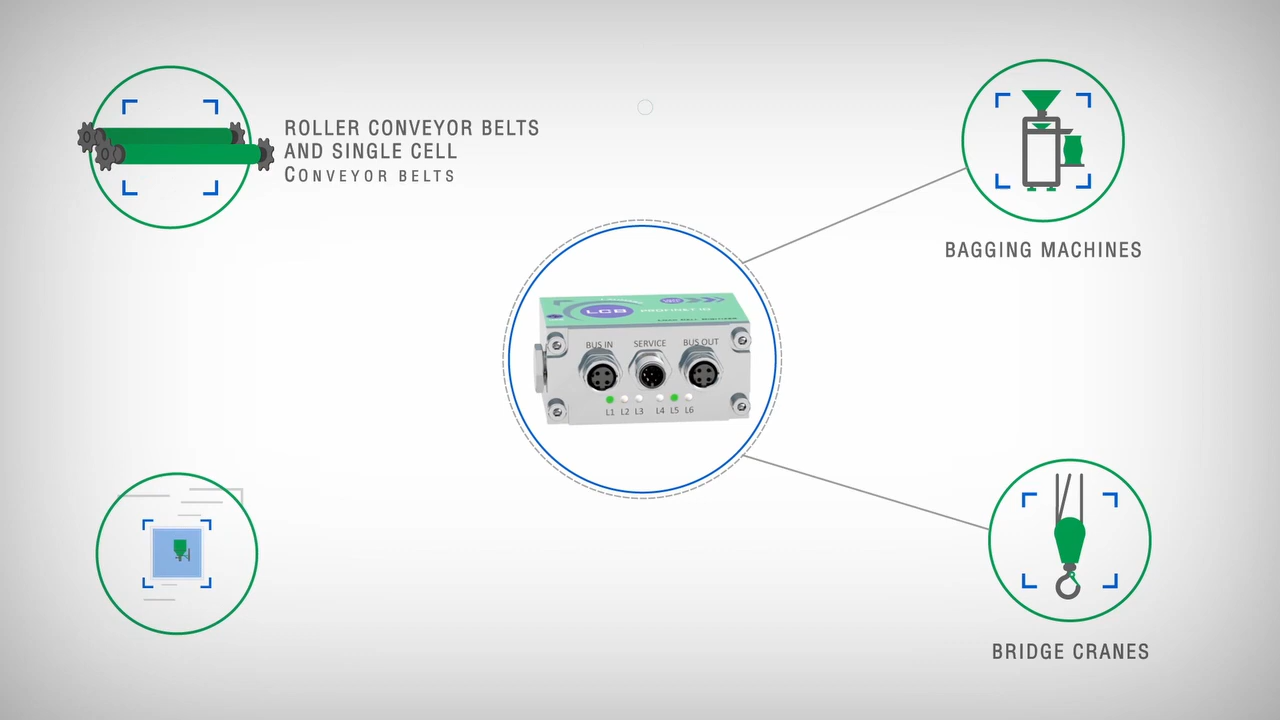 ROLLER CONVEYOR BELTS
AND SINGLE CELL
CONVEYOR BELTS
BAGGING MACHINES
LCB
PROFINET IO
BUS IN
SERVICE
BUS OUT
L1 L2 L3 L4 L5 L6
BRIDGE CRANES